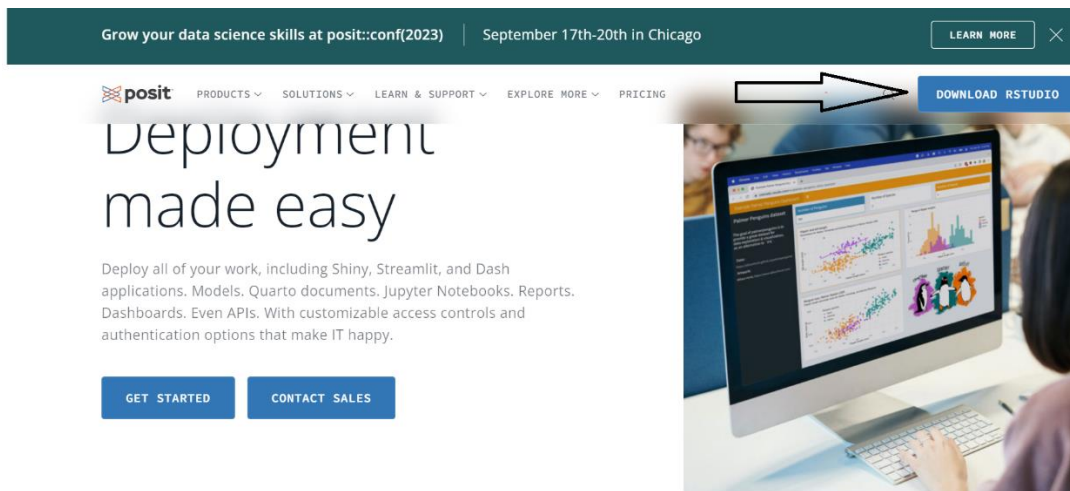 Grow your data science skills at posit::conf(2023) September 17th-20th in Chicago LEARN MORE
posit PRODUCTS SOLUTIONS LEARN & SUPPORT EXPLORE MORE PRICING DOWNLOAD RSTUDIO
Deployment
made easy
Deploy all of your work, including Shiny, Streamlit, and Dash
applications. Models. Quarto documents. Jupyter Notebooks. Reports.
Dashboards. Even APIs. With customizable access controls and
authentication options that make IT happy.
GET STARTED CONTACT SALES
Palmer Penguins dataset